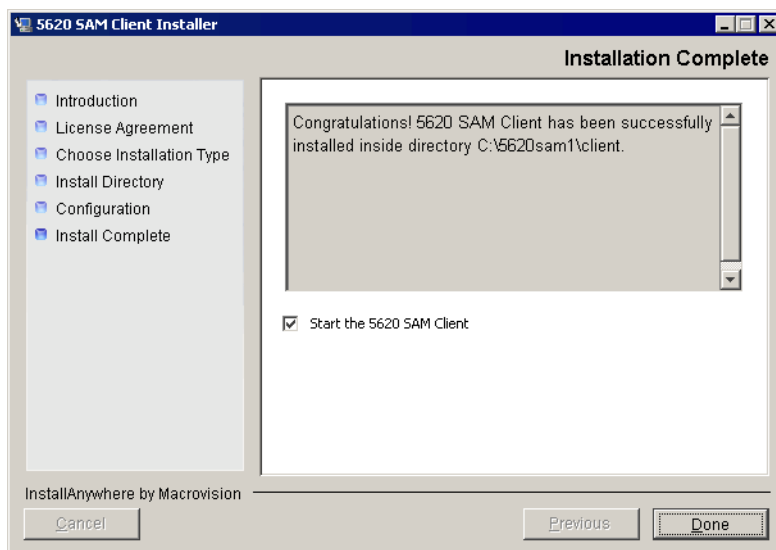 5620 SAM Client Installer
Installation Complete
Introduction
License Agreement
Choose Installation Type
Install Directory
Configuration
Install Complete
Congratulations! 5620 SAM Client has been successfully
installed inside directory C:\5620sam1\client.
Start the 5620 SAM Client
InstallAnywhere by Macrovision
Cancel
Previous
Done